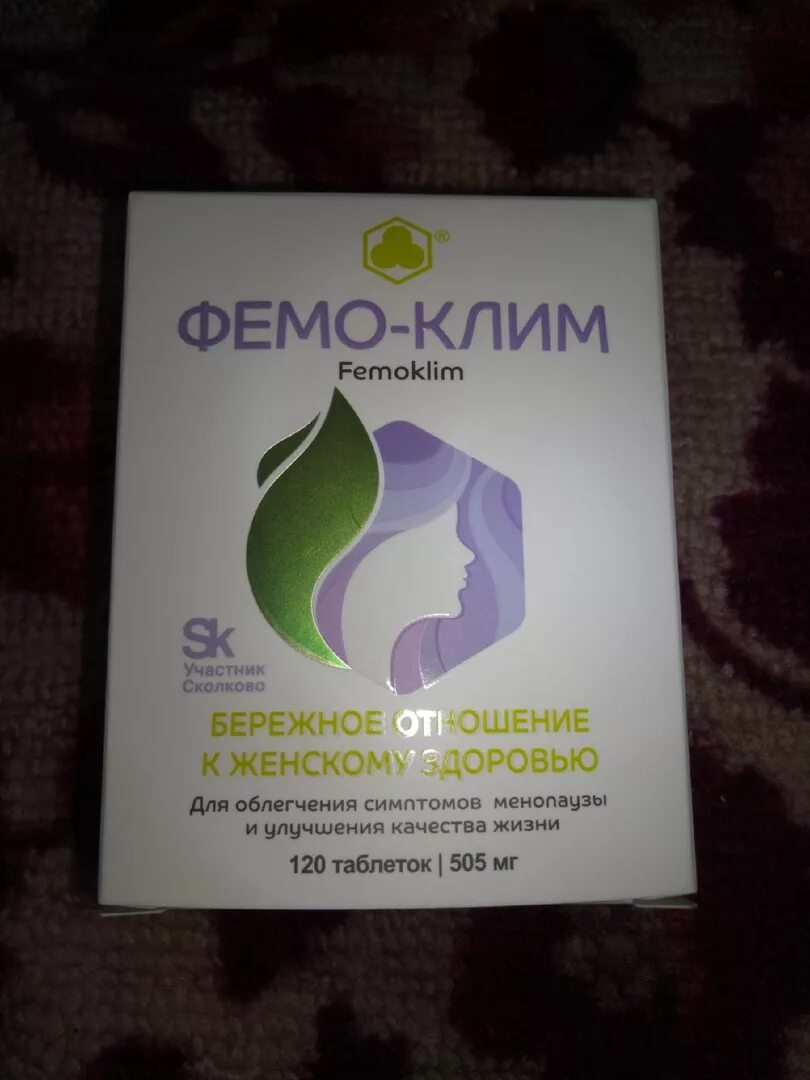 ®
ФЕМО-КЛИМ
Femoklim
Sk
Участник
Сколково
БЕРЕЖНОЕ ОТНОШЕНИЕ
К ЖЕНСКОМУ ЗДОРОВЬЮ
Для облегчения симптомов менопаузы
и улучшения качества жизни
120 таблеток | 505 мг